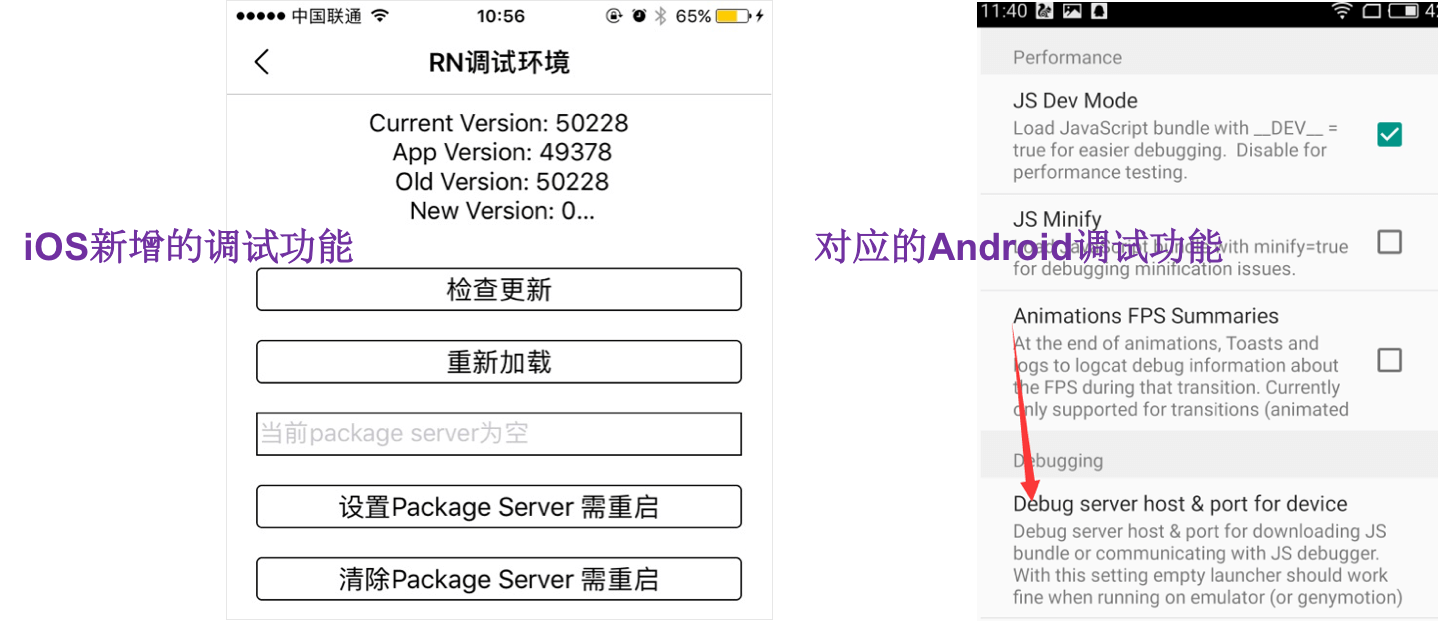 中国联通 10:56 65%
RN调试环境
Current Version: 50228
App Version: 49378
Old Version: 50228
New Version: 0...
iOS新增的调试功能
检查更新
重新加载
当前package server为空
设置Package Server 需重启
清除Package Server 需重启
11:40 42
Performance
JS Dev Mode
Load JavaScript bundle with __DEV__ =
true for easier debugging. Disable for
performance testing.
JS Minify
对应的Android调试功能
Load JavaScript bundle with minify=true
for debugging minification issues.
Animations FPS Summaries
At the end of animations, Toasts and
logs to logcat debug information about
the FPS during that transition. Currently
only supported for transitions (animated
Debugging
Debug server host & port for device
Debug server host & port for downloading JS
bundle or communicating with JS debugger.
With this setting empty launcher should work
fine when running on emulator (or genymotion)